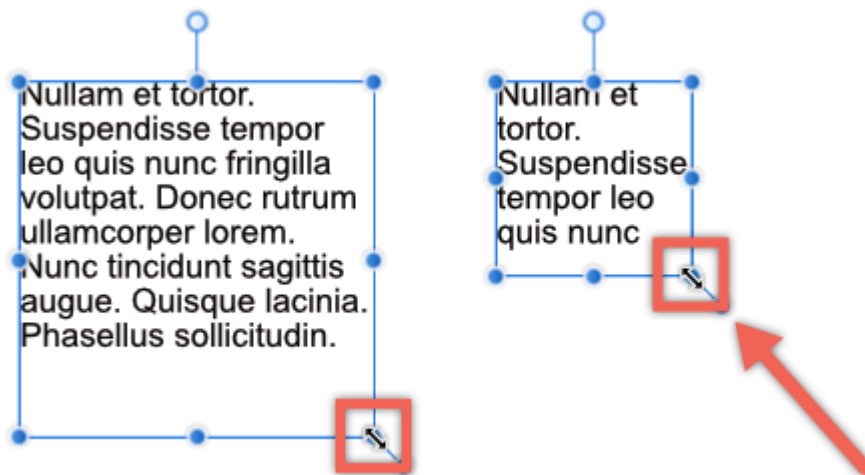 Nullam et tortor.
Suspendisse tempor
leo quis nunc fringilla
volutpat. Donec rutrum
ullamcorper lorem.
Nunc tincidunt sagittis
augue. Quisque lacinia.
Phasellus sollicitudin.
Nullam et
tortor.
Suspendisse
tempor leo
quis nunc